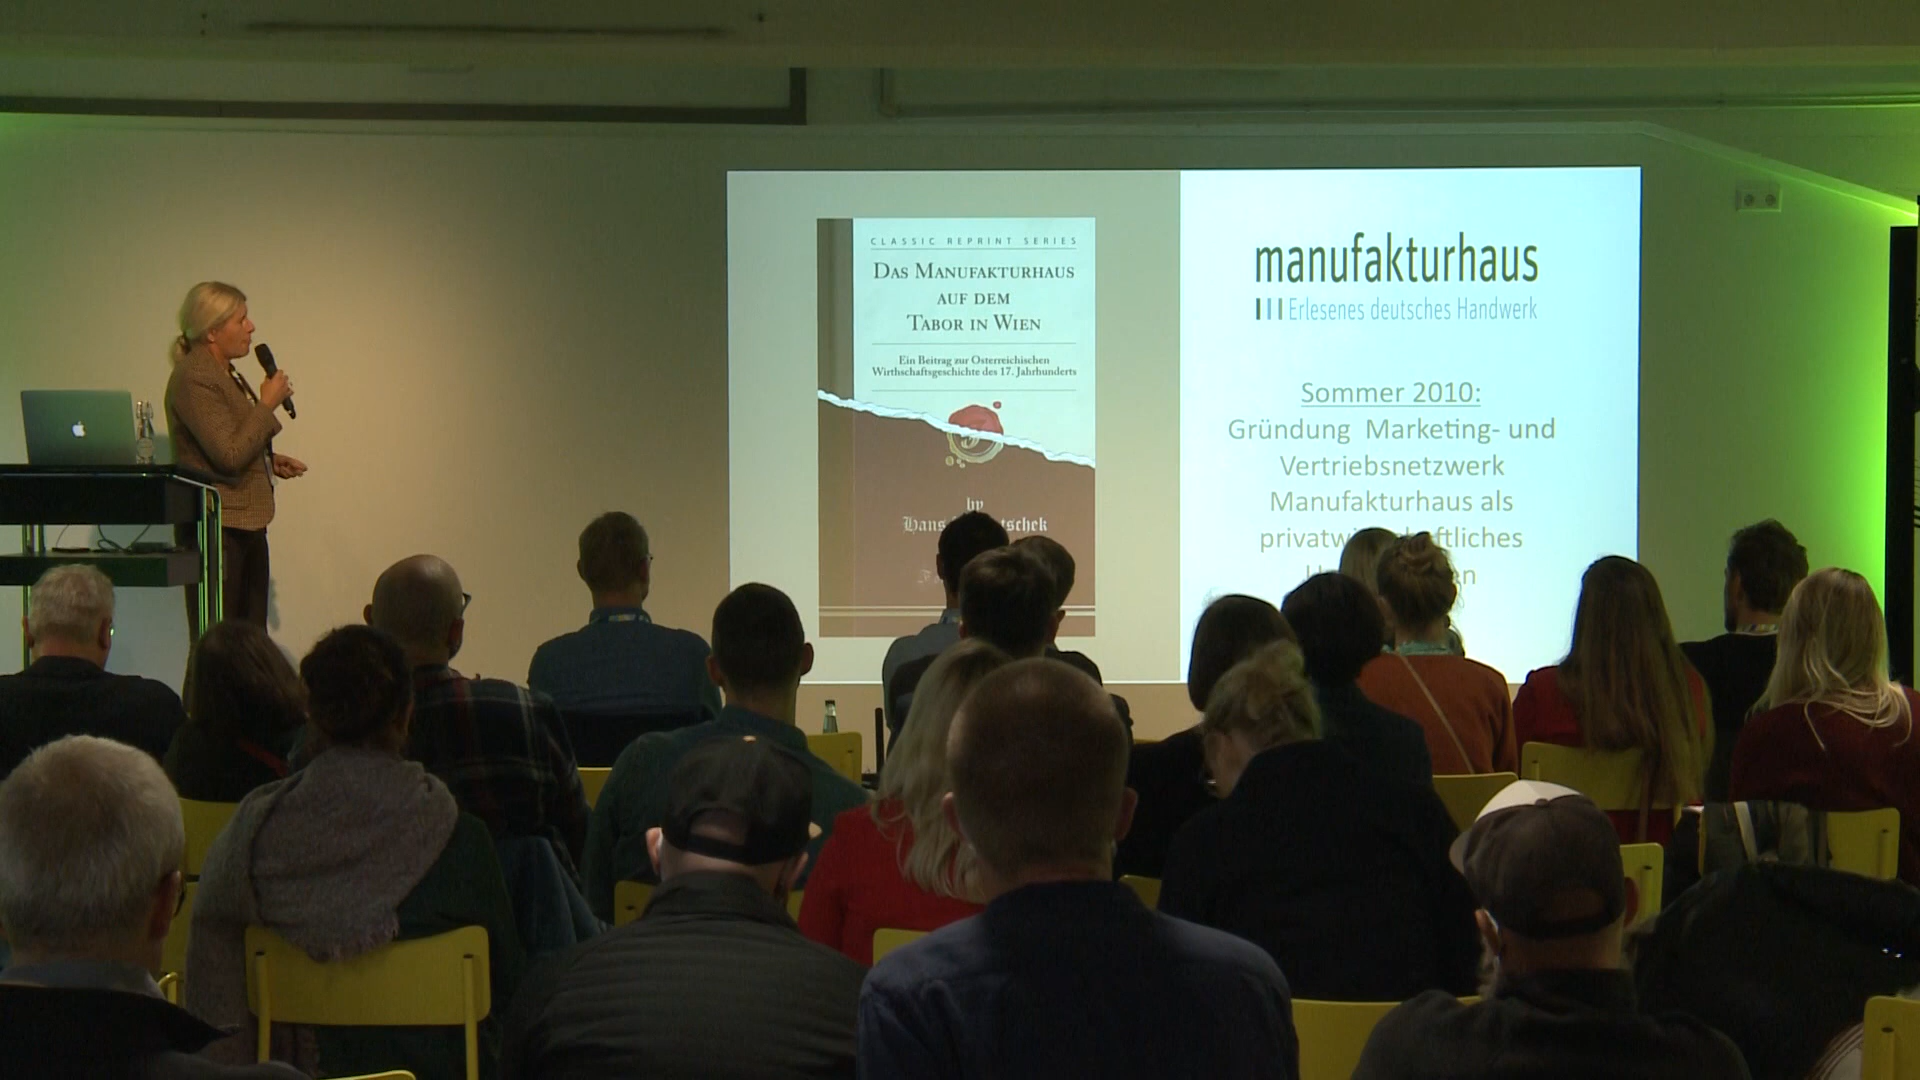 CLASSIC REPRINT SERIES
DAS MANUFAKTURHAUS
AUF DEM
TABOR IN WIEN
Ein Beitrag zur Osterreichischen
Wirthschaftsgeschichte des 17. Jahrhunderts
by
Hans
manufakturhaus
Erlesenes deutsches Handwerk
Sommer 2010:
Gründung Marketing- und
Vertriebsnetzwerk
Manufakturhaus als